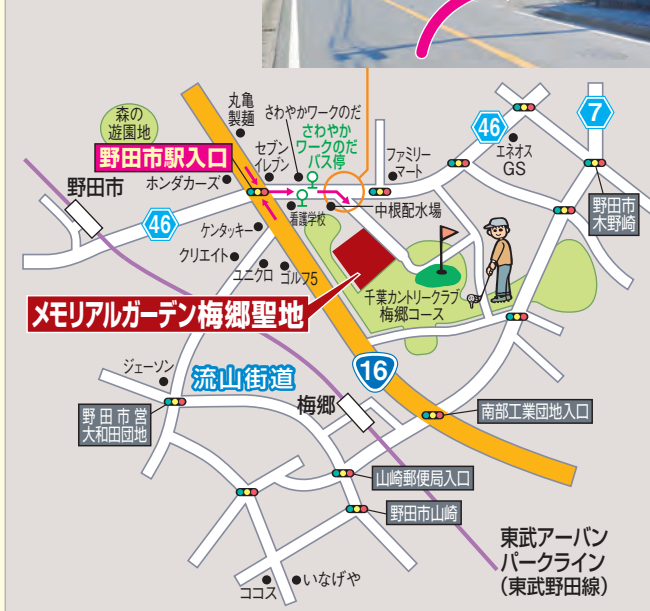 森の
遊園地
丸亀
製麺
さわやかワークのだ
セブン
イレブン
さわやか
ワークのだ
バス停
ファミリー
マート
46
エネオス
GS
7
野田市駅入口
野田市
ホンダカーズ
看護学校
中根配水場
野田市
木野崎
46
ケンタッキー
クリエイト
ユニクロ
ゴルフ5
千葉カントリークラブ
梅郷コース
メモリアルガーデン梅郷聖地
ジェーソン
流山街道
16
梅郷
野田市営
大和田団地
南部工業団地入口
山崎郵便局入口
野田市山崎
東武アーバン
パークライン
(東武野田線)
ココス
いなげや